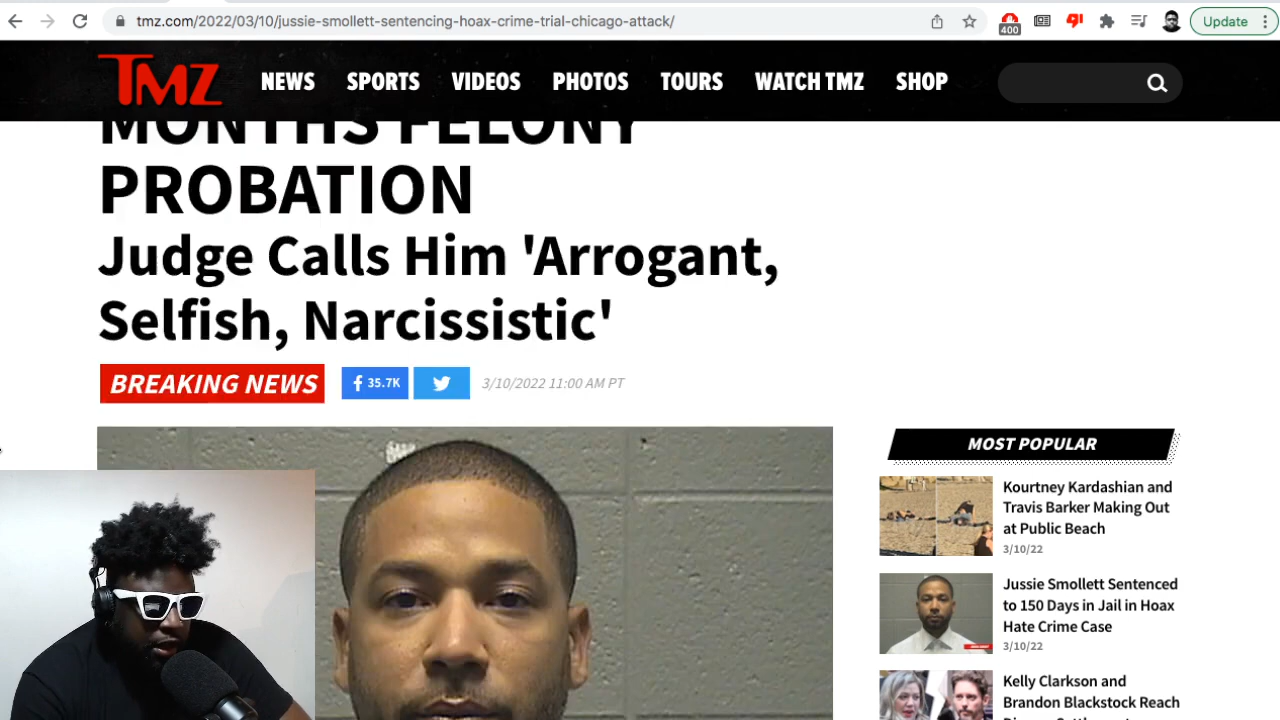 tmz.com/2022/03/10/jussie-smollett-sentencing-hoax-crime-trial-chicago-attack/
400
Update
TMZ
NEWS
SPORTS
VIDEOS
PHOTOS
TOURS
WATCH TMZ
SHOP
MONTHS FELONY
PROBATION
Judge Calls Him 'Arrogant,
Selfish, Narcissistic'
BREAKING NEWS
35.7K
3/10/2022 11:00 AM PT
MOST POPULAR
Kourtney Kardashian and
Travis Barker Making Out
at Public Beach
3/10/22
Jussie Smollett Sentenced
to 150 Days in Jail in Hoax
Hate Crime Case
3/10/22
Kelly Clarkson and
Brandon Blackstock Reach